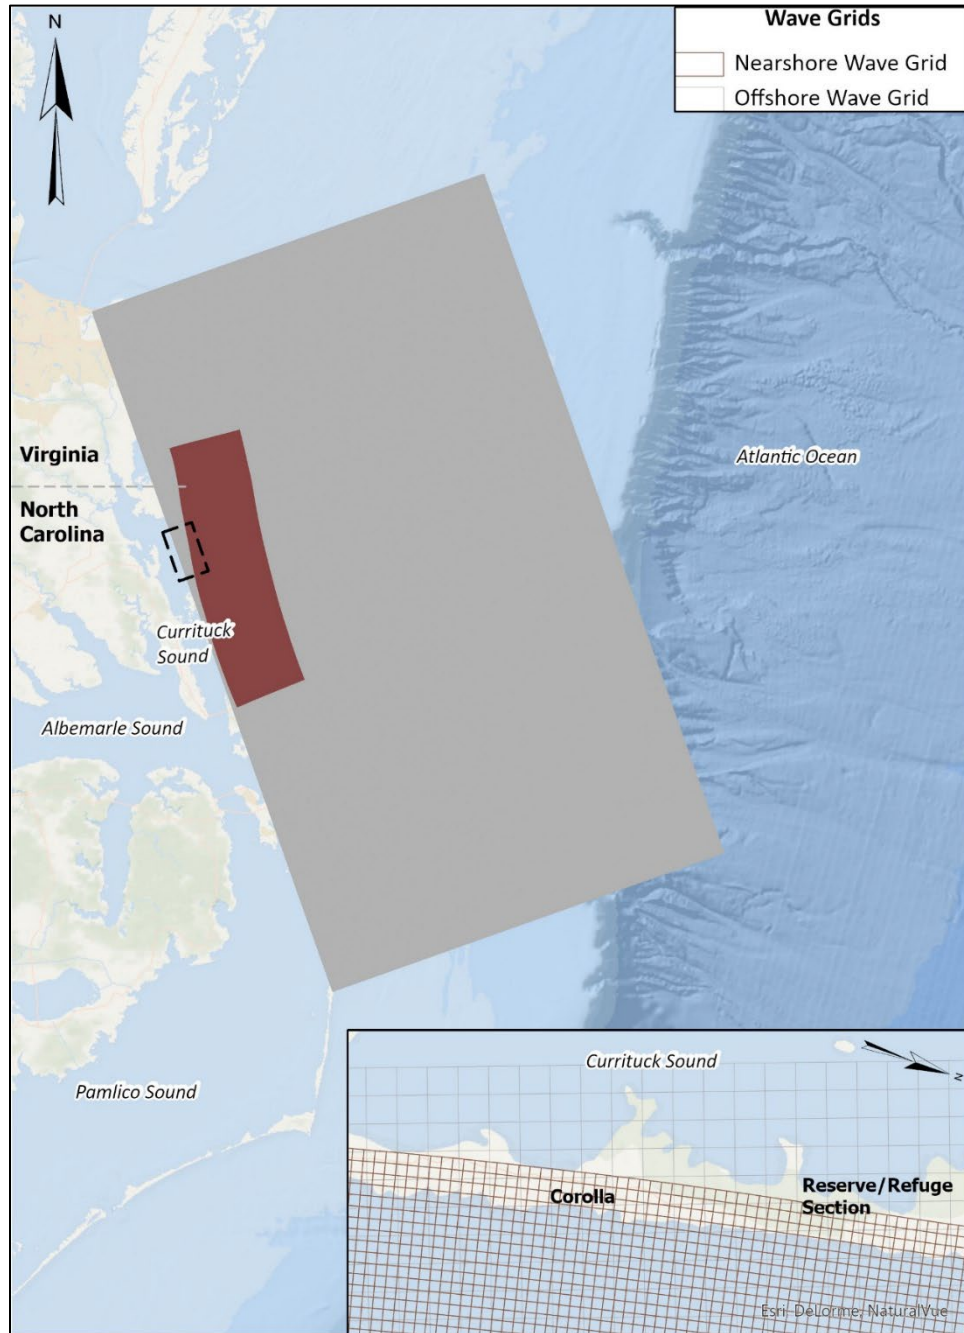 N
Wave Grids
Nearshore Wave Grid
Offshore Wave Grid
Virginia
North
Carolina
Atlantic Ocean
Currituck
Sound
Albemarle Sound
Pamlico Sound
Currituck Sound
N
Corolla
Reserve/Refuge
Section
Esri, DeLorme, NaturalVue